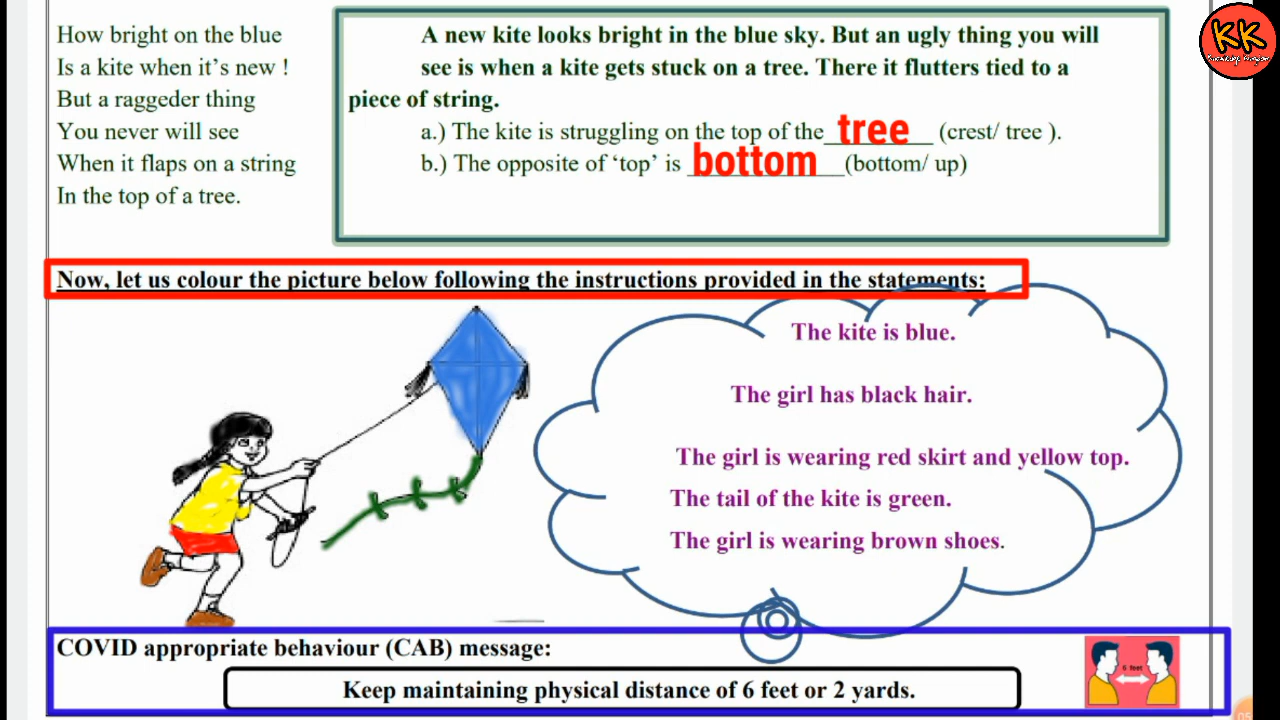 How bright on the blue
Is a kite when it’s new !
But a raggeder thing
You never will see
When it flaps on a string
In the top of a tree.
A new kite looks bright in the blue sky. But an ugly thing you will
see is when a kite gets stuck on a tree. There it flutters tied to a
piece of string.
a.) The kite is struggling on the top of the tree (crest/ tree ).
b.) The opposite of ‘top’ is bottom (bottom/ up)
KK
Now, let us colour the picture below following the instructions provided in the statements:
The kite is blue.
The girl has black hair.
The girl is wearing red skirt and yellow top.
The tail of the kite is green.
The girl is wearing brown shoes.
COVID appropriate behaviour (CAB) message:
Keep maintaining physical distance of 6 feet or 2 yards.
6 feet